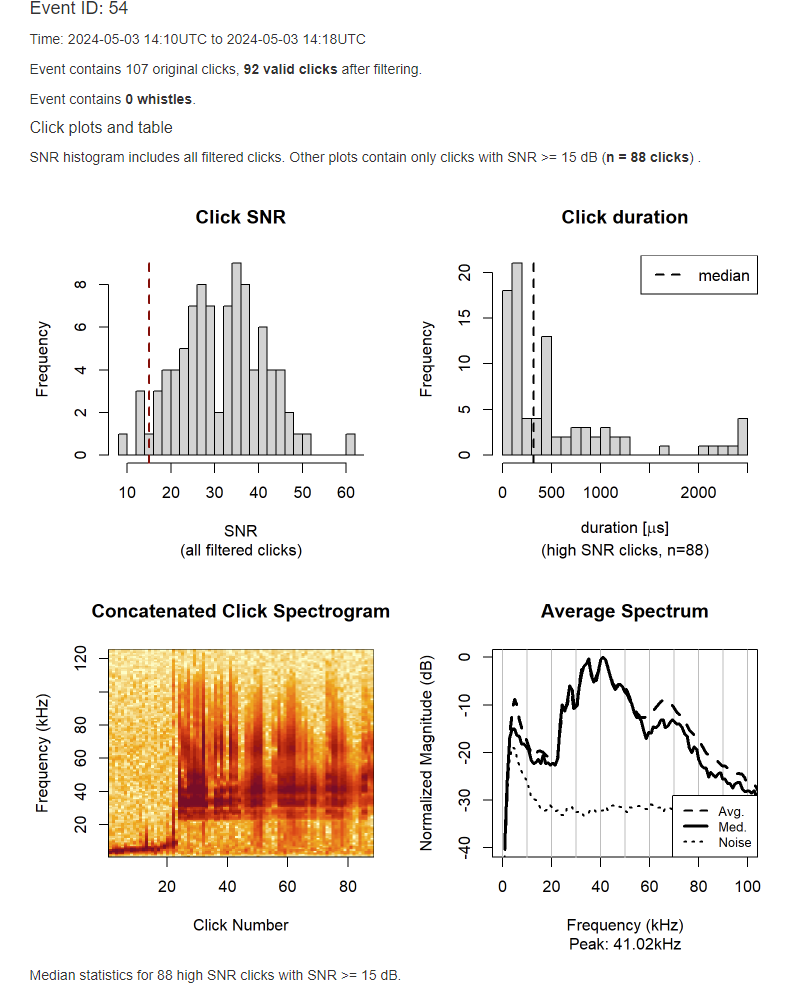 Event ID: 54
Time: 2024-05-03 14:10UTC to 2024-05-03 14:18UTC
Event contains 107 original clicks, 92 valid clicks after filtering.
Event contains 0 whistles.
Click plots and table
SNR histogram includes all filtered clicks. Other plots contain only clicks with SNR >= 15 dB (n = 88 clicks) .
Click SNR
Frequency
0
2
4
6
8
10 20 30 40 50 60
SNR
(all filtered clicks)
Click duration
median
Frequency
0
5
10
15
20
0 500 1000 2000
duration [µs]
(high SNR clicks, n=88)
Concatenated Click Spectrogram
Frequency (kHz)
120
80
60
40
20
20 40 60 80
Click Number
Average Spectrum
Normalized Magnitude (dB)
0
-10
-20
-30
-40
Avg.
Med.
Noise
0 20 40 60 80 100
Frequency (kHz)
Peak: 41.02kHz
Median statistics for 88 high SNR clicks with SNR >= 15 dB.